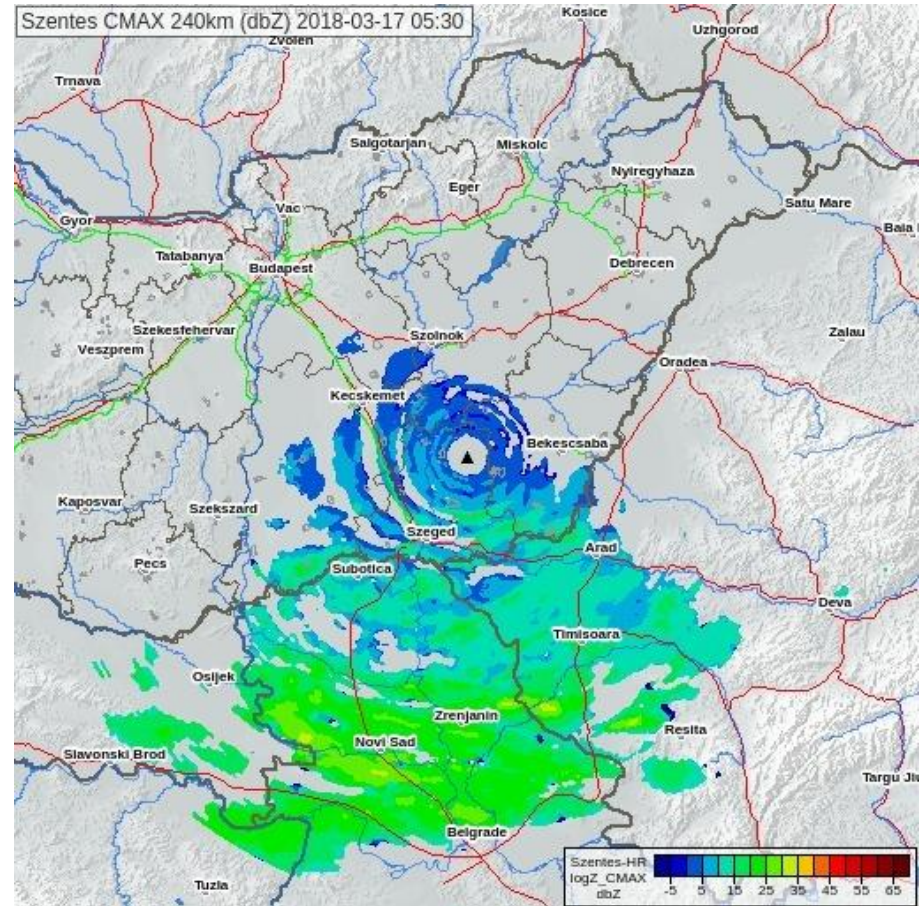 Szentes CMAX 240km (dbZ) 2018-03-17 05:30
Kosice
Uzhgorod
Zvolen
Trnava
Salgotarjan
Miskolc
Nyiregyhaza
Eger
Satu Mare
Vac
Gyor
Baia
Tatabanya
Budapest
Debrecen
Szekesfehervar
Szolnok
Zalau
Veszprem
Oradea
Kecskemet
Bekescsaba
Kaposvar
Szekszard
Szeged
Arad
Pecs
Subotica
Deva
Timisoara
Osijek
Zrenjanin
Resita
Novi Sad
Slavonski Brod
Targu Jiu
Belgrade
Tuzla
Szentes-HR
logZ_CMAX
dbZ
-5 5 15 25 35 45 55 65